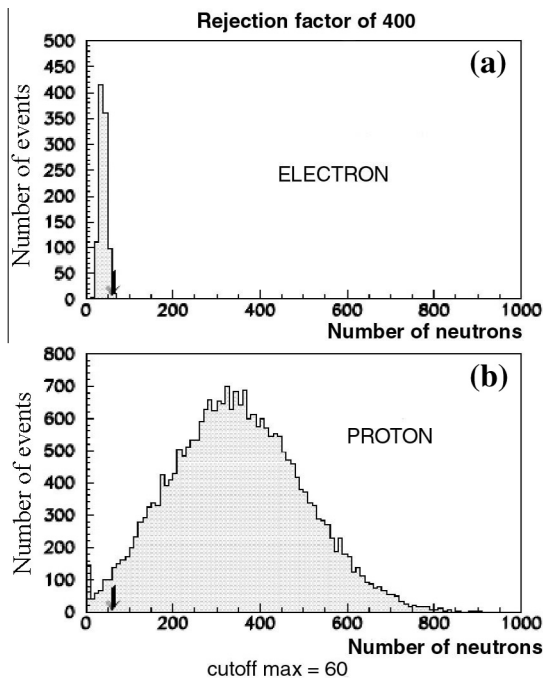 Rejection factor of 400
Number of events
500
450
400
350
300
250
200
150
100
50
0
(a)
ELECTRON
0 200 400 600 800 1000
Number of neutrons
Number of events
800
700
600
500
400
300
200
100
0
(b)
PROTON
0 200 400 600 800 1000
Number of neutrons
cutoff max = 60